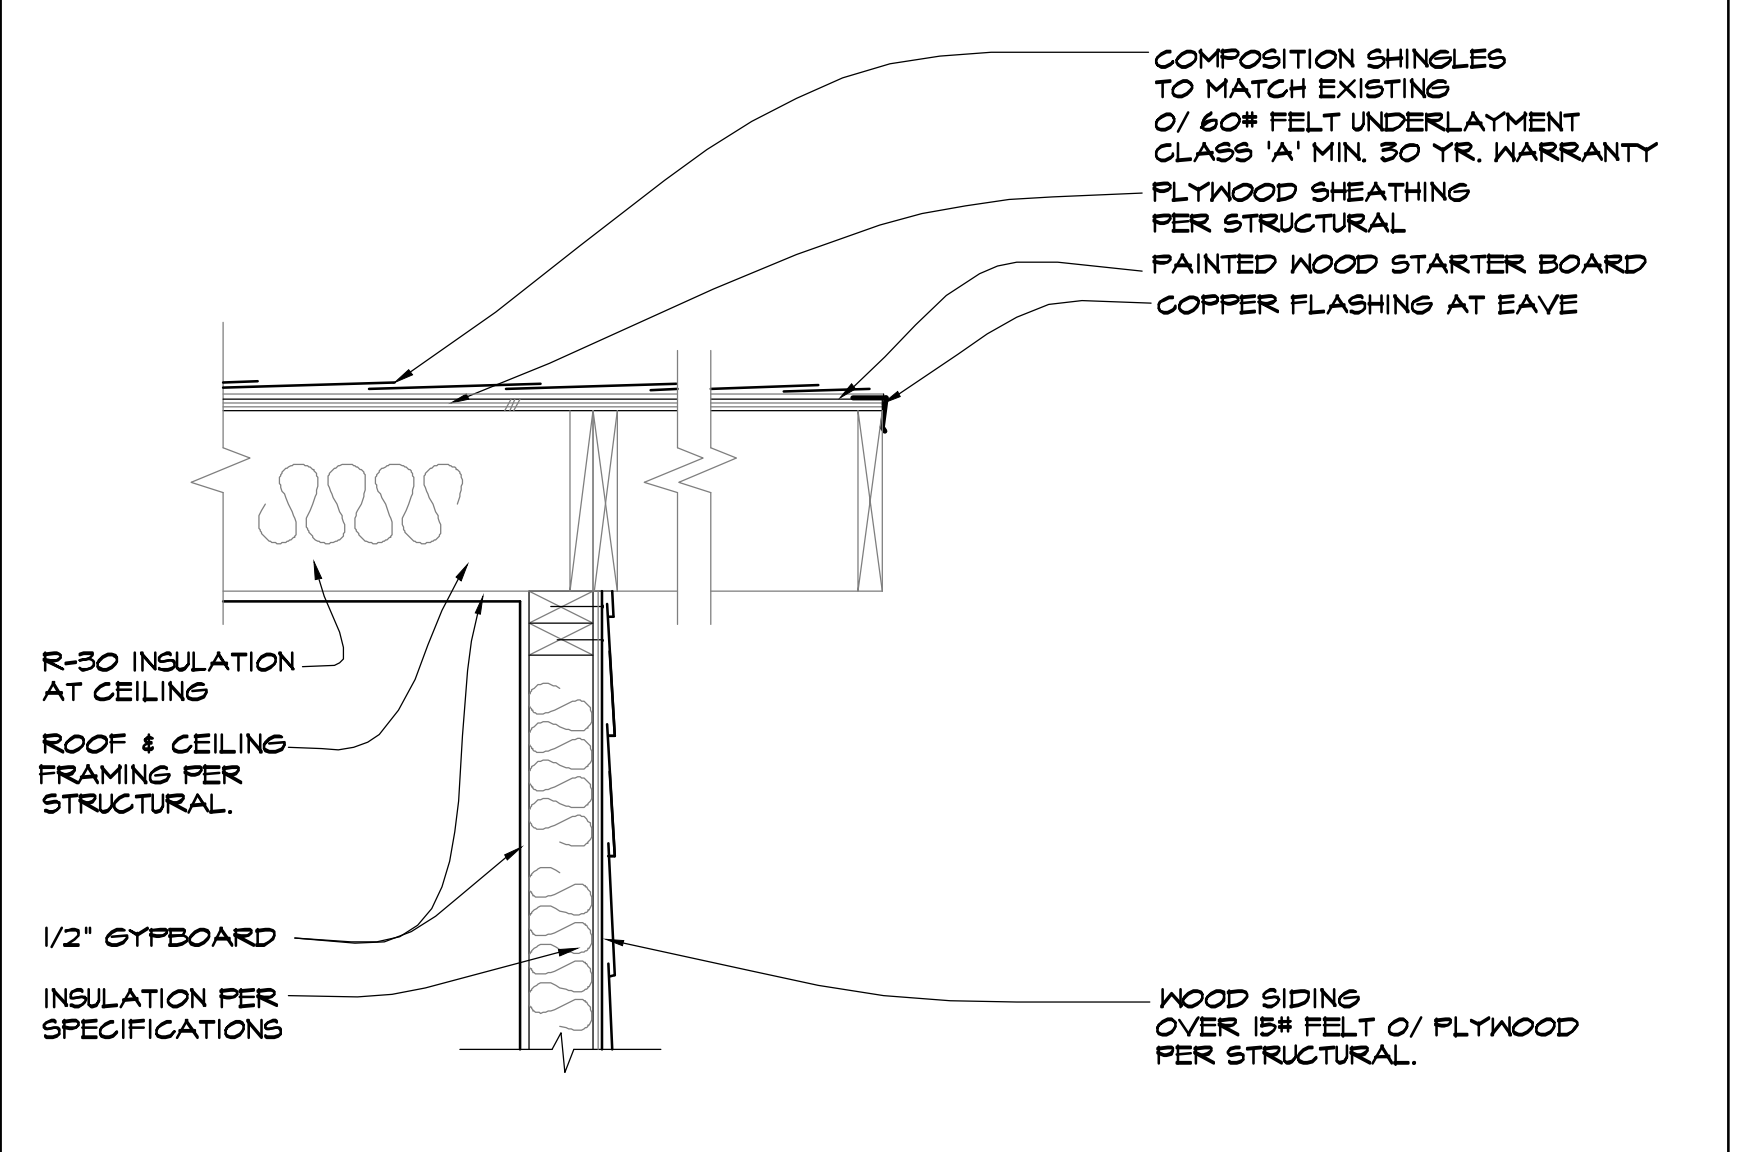 COMPOSITION SHINGLES
TO MATCH EXISTING
O/ 60# FELT UNDERLAYMENT
CLASS 'A' MIN. 30 YR. WARRANTY
PLYWOOD SHEATHING
PER STRUCTURAL
PAINTED WOOD STARTER BOARD
COPPER FLASHING AT EAVE
R-30 INSULATION
AT CEILING
ROOF & CEILING
FRAMING PER
STRUCTURAL.
1/2" GYPBOARD
INSULATION PER
SPECIFICATIONS
WOOD SIDING
OVER 15# FELT O/ PLYWOOD
PER STRUCTURAL.